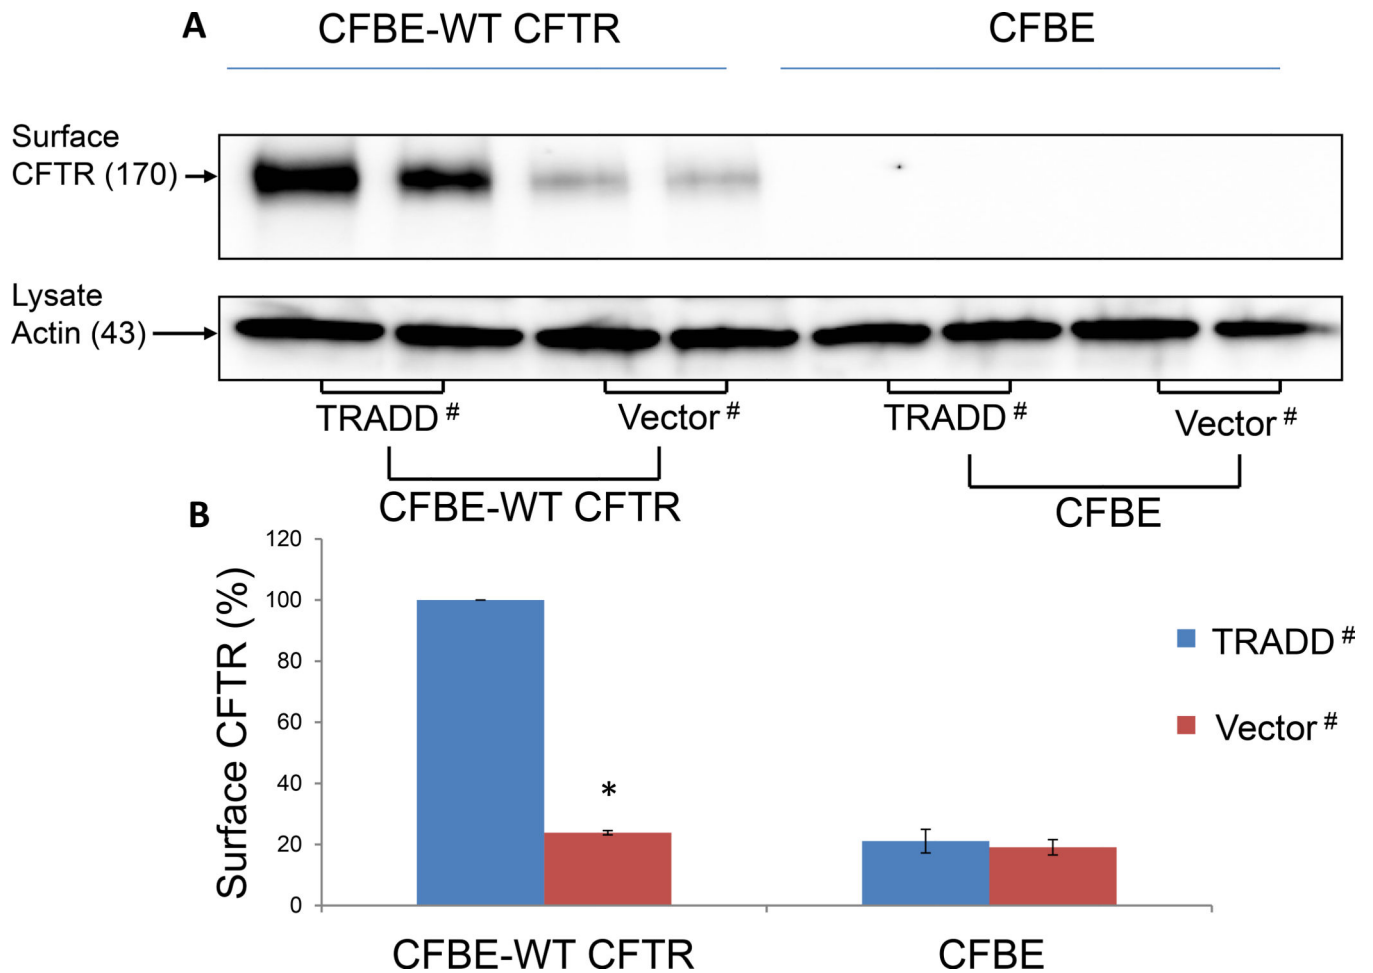 A
CFBE-WT CFTR
CFBE
Surface
CFTR (170)
Lysate
Actin (43)
TRADD #
Vector #
TRADD #
Vector #
CFBE-WT CFTR
CFBE
B
Surface CFTR (%)
120
100
80
60
40
20
0
*
TRADD #
Vector #
CFBE-WT CFTR
CFBE